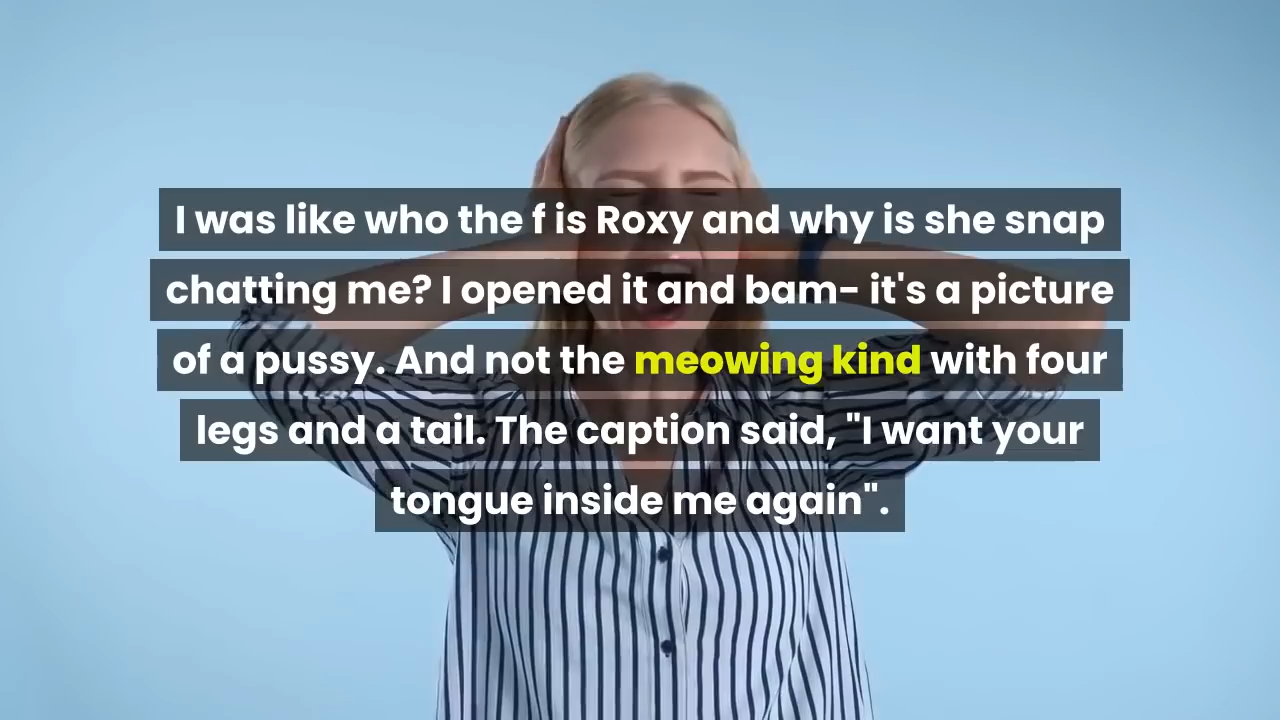 I was like who the f is Roxy and why is she snap
chatting me? I opened it and bam- it's a picture
of a pussy. And not the meowing kind with four
legs and a tail. The caption said, "I want your
tongue inside me again".